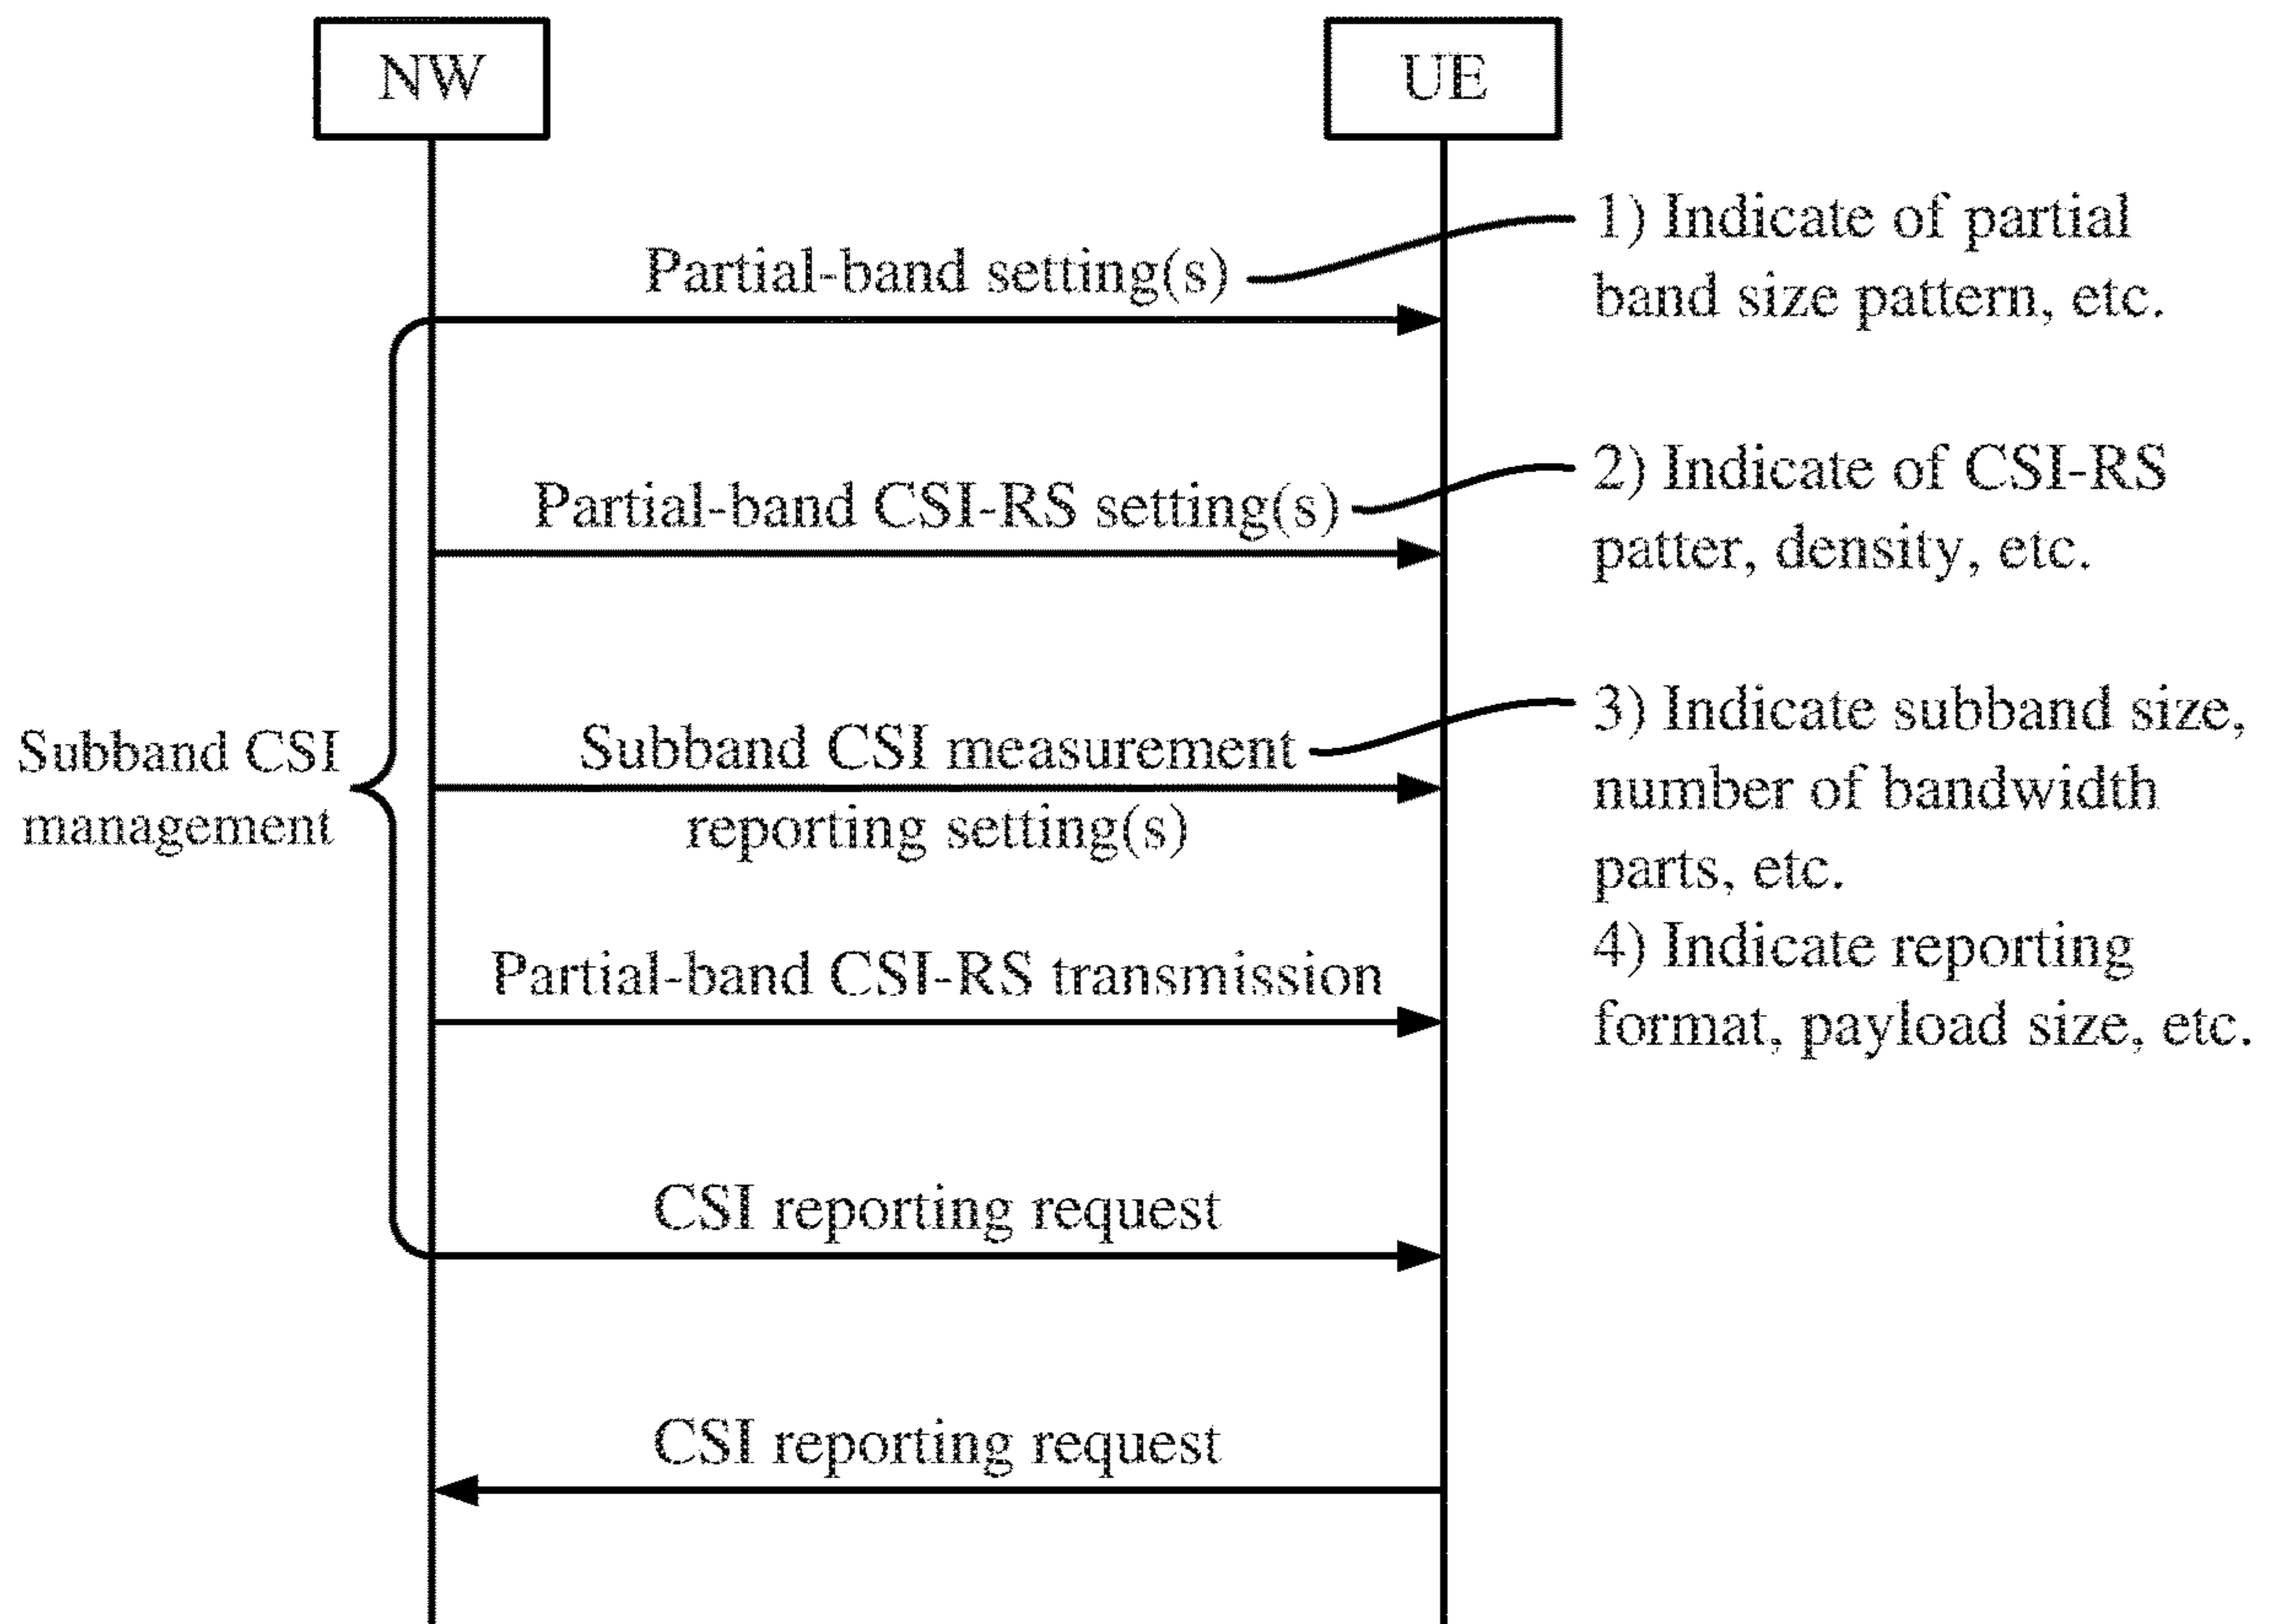 NW
UE
Partial-band setting(s)
1) Indicate of partial
band size pattern, etc.
Partial-band CSI-RS setting(s)
2) Indicate of CSI-RS
patter, density, etc.
Subband CSI
management
Subband CSI measurement
reporting setting(s)
3) Indicate subband size,
number of bandwidth
parts, etc.
4) Indicate reporting
format, payload size, etc.
Partial-band CSI-RS transmission
CSI reporting request
CSI reporting request